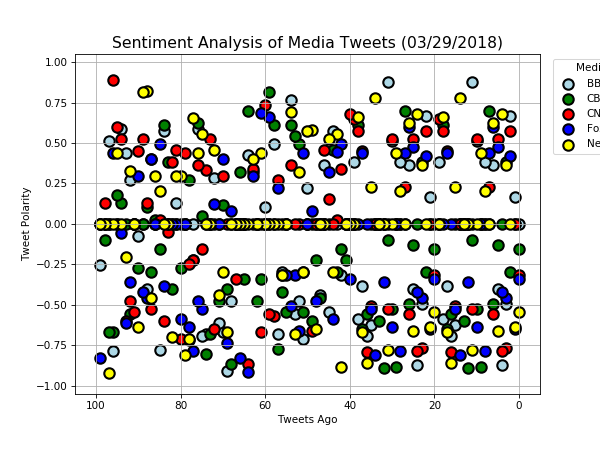 Sentiment Analysis of Media Tweets (03/29/2018)
Tweet Polarity
1.00
0.75
0.50
0.25
0.00
−0.25
−0.50
−0.75
−1.00
100
80
60
40
20
0
Tweets Ago
Medi
BB
CB
CN
Fo
Ne